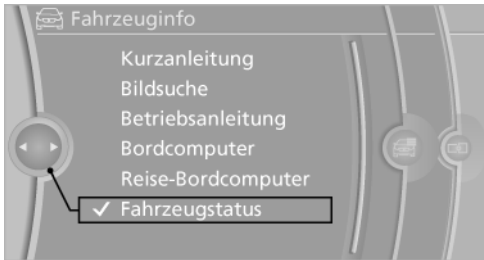 Fahrzeuginfo
Kurzanleitung
Bildsuche
Betriebsanleitung
Bordcomputer
Reise-Bordcomputer
✓ Fahrzeugstatus